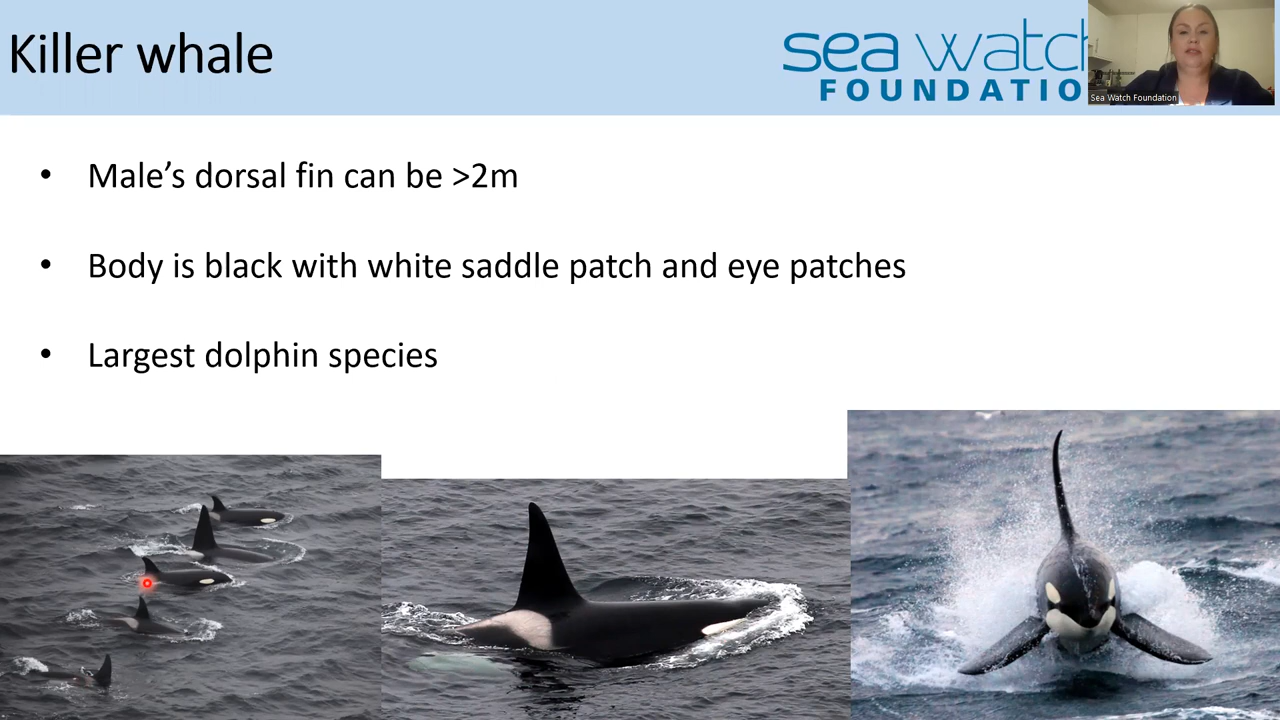 Killer whale
sea watch
FOUNDATIO
Sea Watch Foundation
• Male’s dorsal fin can be >2m
• Body is black with white saddle patch and eye patches
• Largest dolphin species